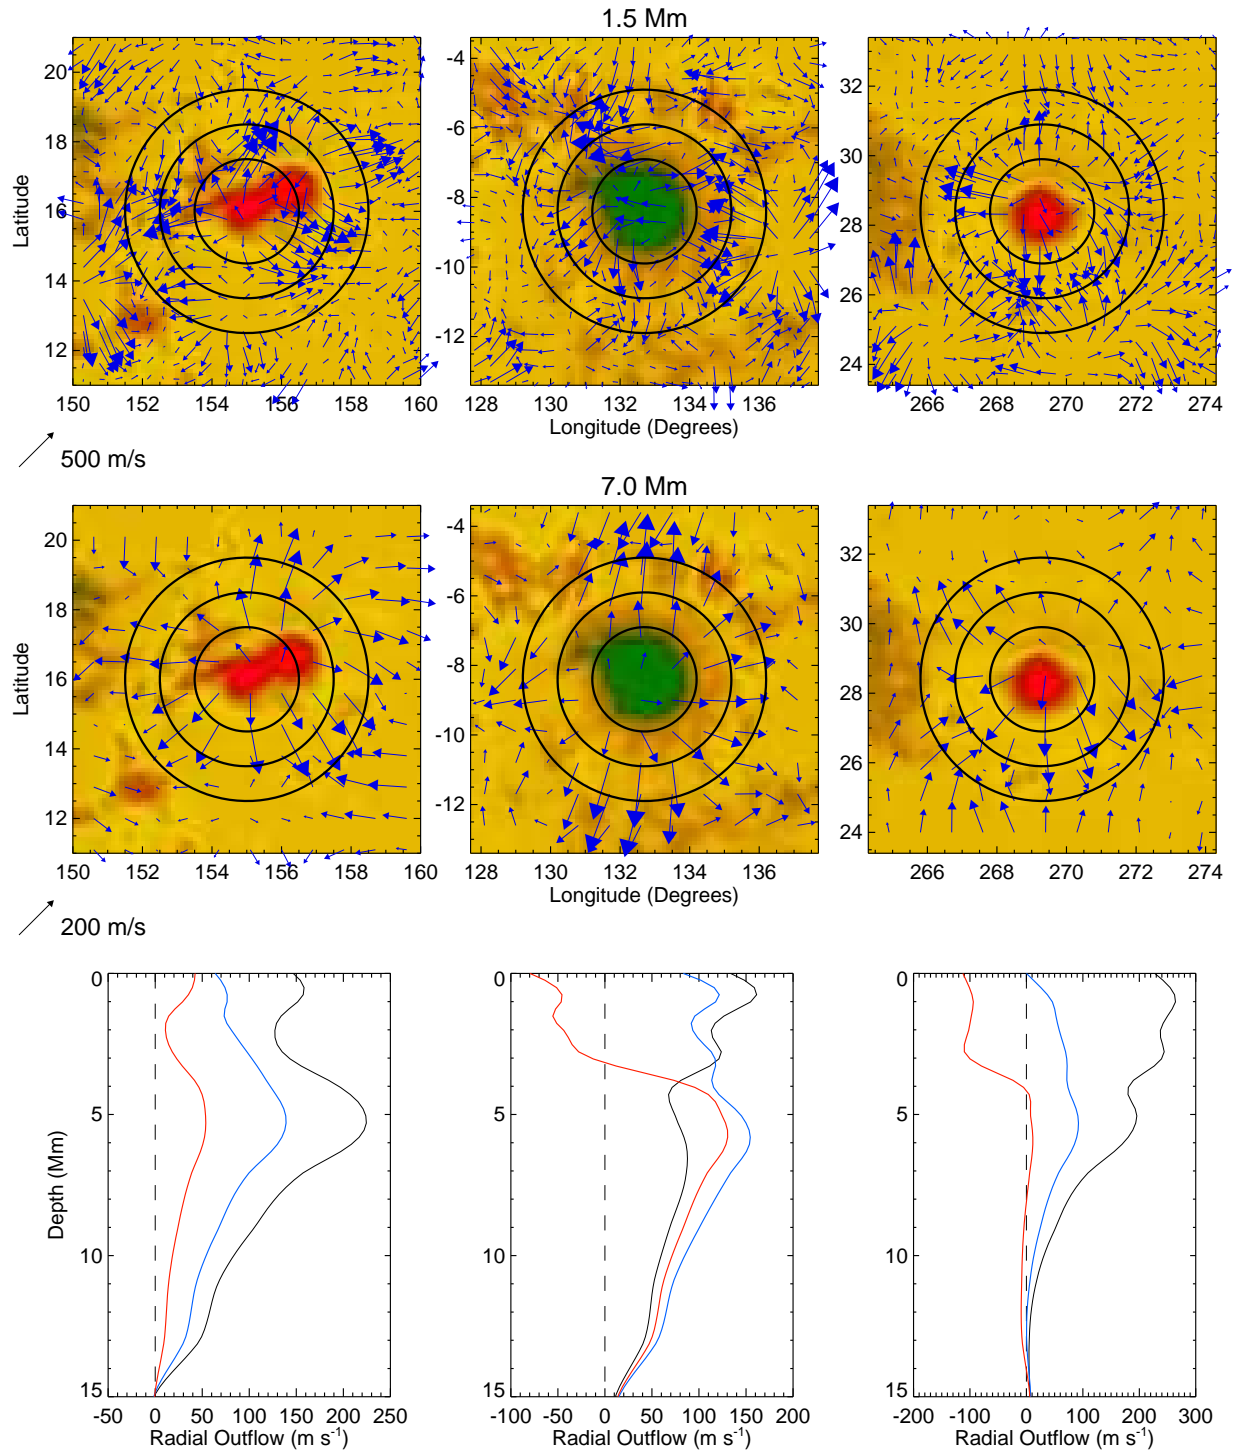 1.5 Mm
20
18
16
14
12
Latitude
150 152 154 156 158 160
-4
-6
-8
-10
-12
128 130 132 134 136
Longitude (Degrees)
32
30
28
26
24
266 268 270 272 274
500 m/s
7.0 Mm
20
18
16
14
12
Latitude
150 152 154 156 158 160
-4
-6
-8
-10
-12
128 130 132 134 136
Longitude (Degrees)
32
30
28
26
24
266 268 270 272 274
200 m/s
0
5
10
15
Depth (Mm)
-50 0 50 100 150 200 250
Radial Outflow (m s⁻¹)
0
5
10
15
-100 -50 0 50 100 150 200
Radial Outflow (m s⁻¹)
0
5
10
15
-200 -100 0 100 200 300
Radial Outflow (m s⁻¹)